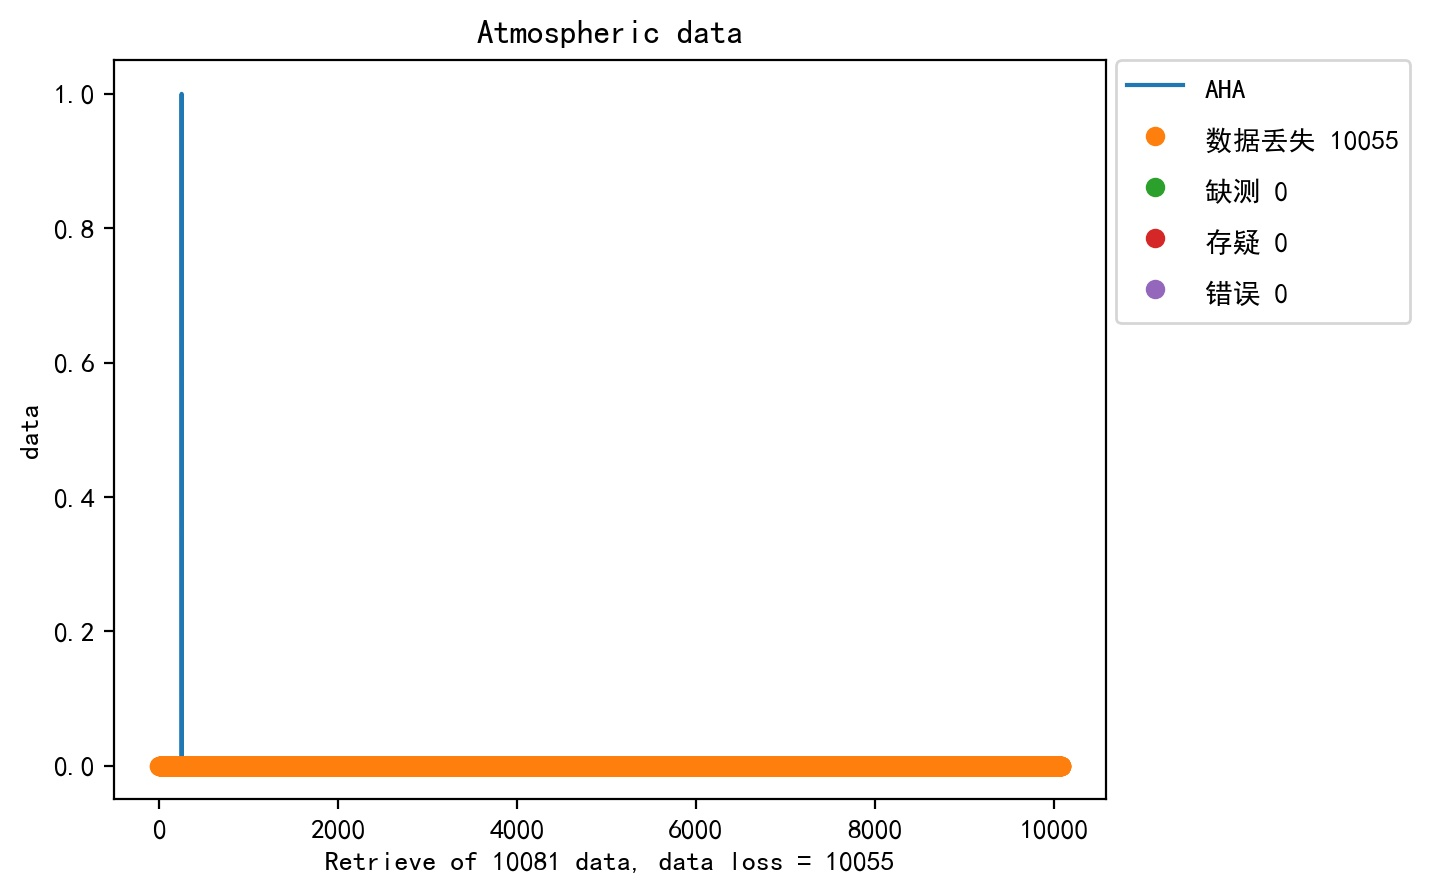 Atmospheric data
1.0
0.8
0.6
0.4
0.2
0.0
data
0 2000 4000 6000 8000 10000
Retrieve of 10081 data, data loss = 10055
AHA
数据丢失 10055
缺测 0
存疑 0
错误 0